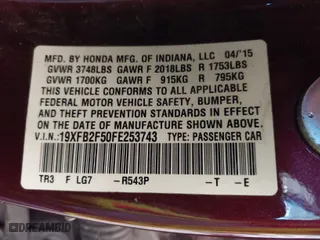 MFD. BY HONDA MFG. OF INDIANA, LLC 04/15
GVWR 3748LBS GAWR F 2018LBS R 1753LBS
GVWR 1700KG GAWR F 915KG R 795KG
THIS VEHICLE CONFORMS TO ALL APPLICABLE
FEDERAL MOTOR VEHICLE SAFETY, BUMPER,
AND THEFT PREVENTION STANDARDS IN EFFECT
ON THE DATE OF MANUFACTURE SHOWN ABOVE.
V.I.N.: 19XFB2F50FE253743 TYPE: PASSENGER CAR
TR3 F LG7 –R543P –T –E
DREAMBID